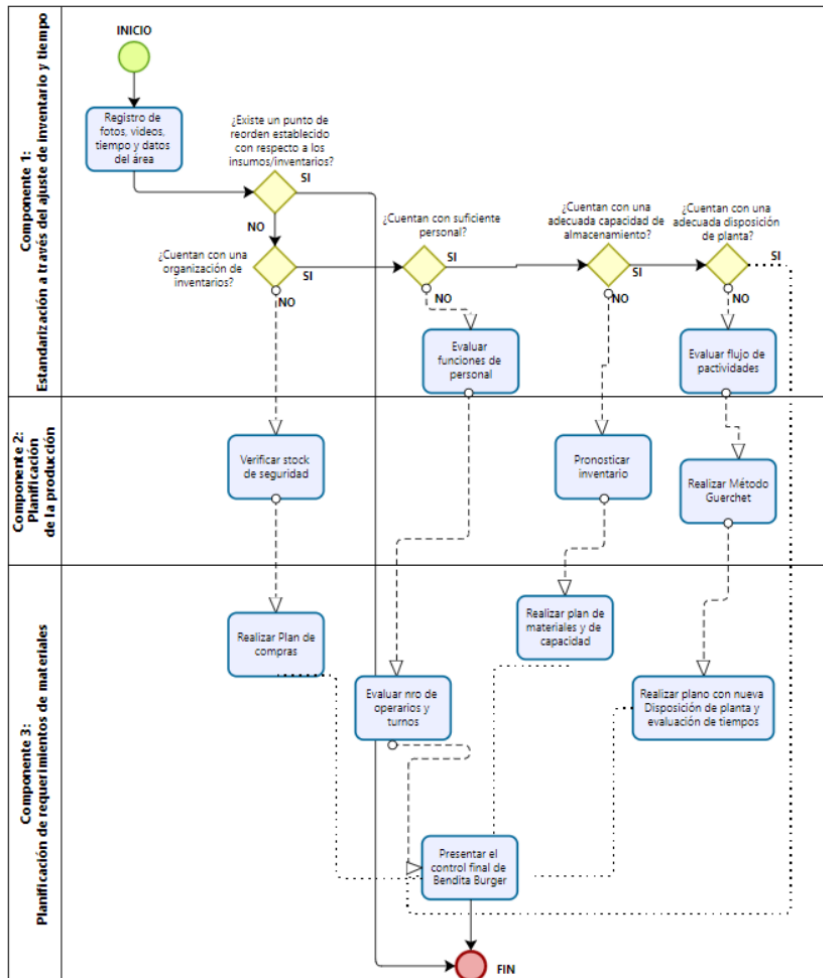 Componente 1:
Estandarización a través del ajuste de inventario y tiempo
INICIO
Registro de
fotos, videos,
tiempo y datos
del área
¿Existe un punto de
reorden establecido
con respecto a los
insumos/inventarios?
SI
NO
¿Cuentan con una
organización de
inventarios?
SI
NO
¿Cuentan con suficiente
personal?
SI
NO
¿Cuentan con una
adecuada capacidad de
almacenamiento?
SI
NO
¿Cuentan con una
adecuada disposición
de planta?
SI
NO
Evaluar
funciones de
personal
Evaluar flujo de
pactividades
Componente 2:
Planificación
de la producción
Verificar stock
de seguridad
Pronosticar
inventario
Realizar Método
Guerchet
Componente 3:
Planificación de requerimientos de materiales
Realizar Plan de
compras
Realizar plan de
materiales y de
capacidad
Evaluar nro de
operarios y
turnos
Realizar plano con nueva
Disposición de planta y
evaluación de tiempos
Presentar el
control final de
Bendita Burger
FIN